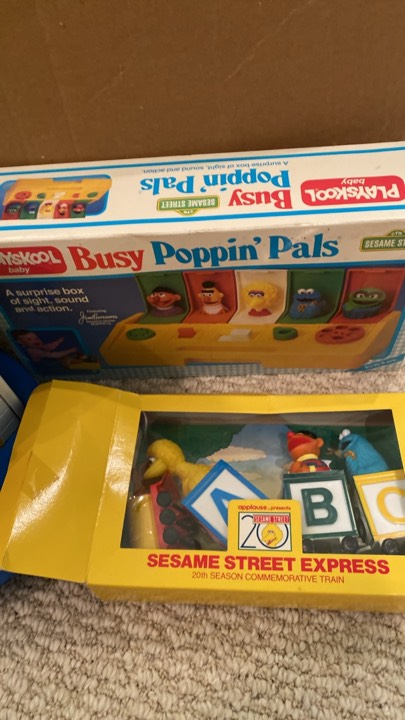 A surprise box of sight, sound and action.
PLAYSKOOL
baby
Busy
Poppin' Pals
SESAME STREET
PLAYSKOOL
baby
Busy Poppin' Pals
SESAME ST
A surprise box
of sight, sound
and action.
A
B
C
applause presents
SESAME STREET
20
SESAME STREET EXPRESS
20th SEASON COMMEMORATIVE TRAIN